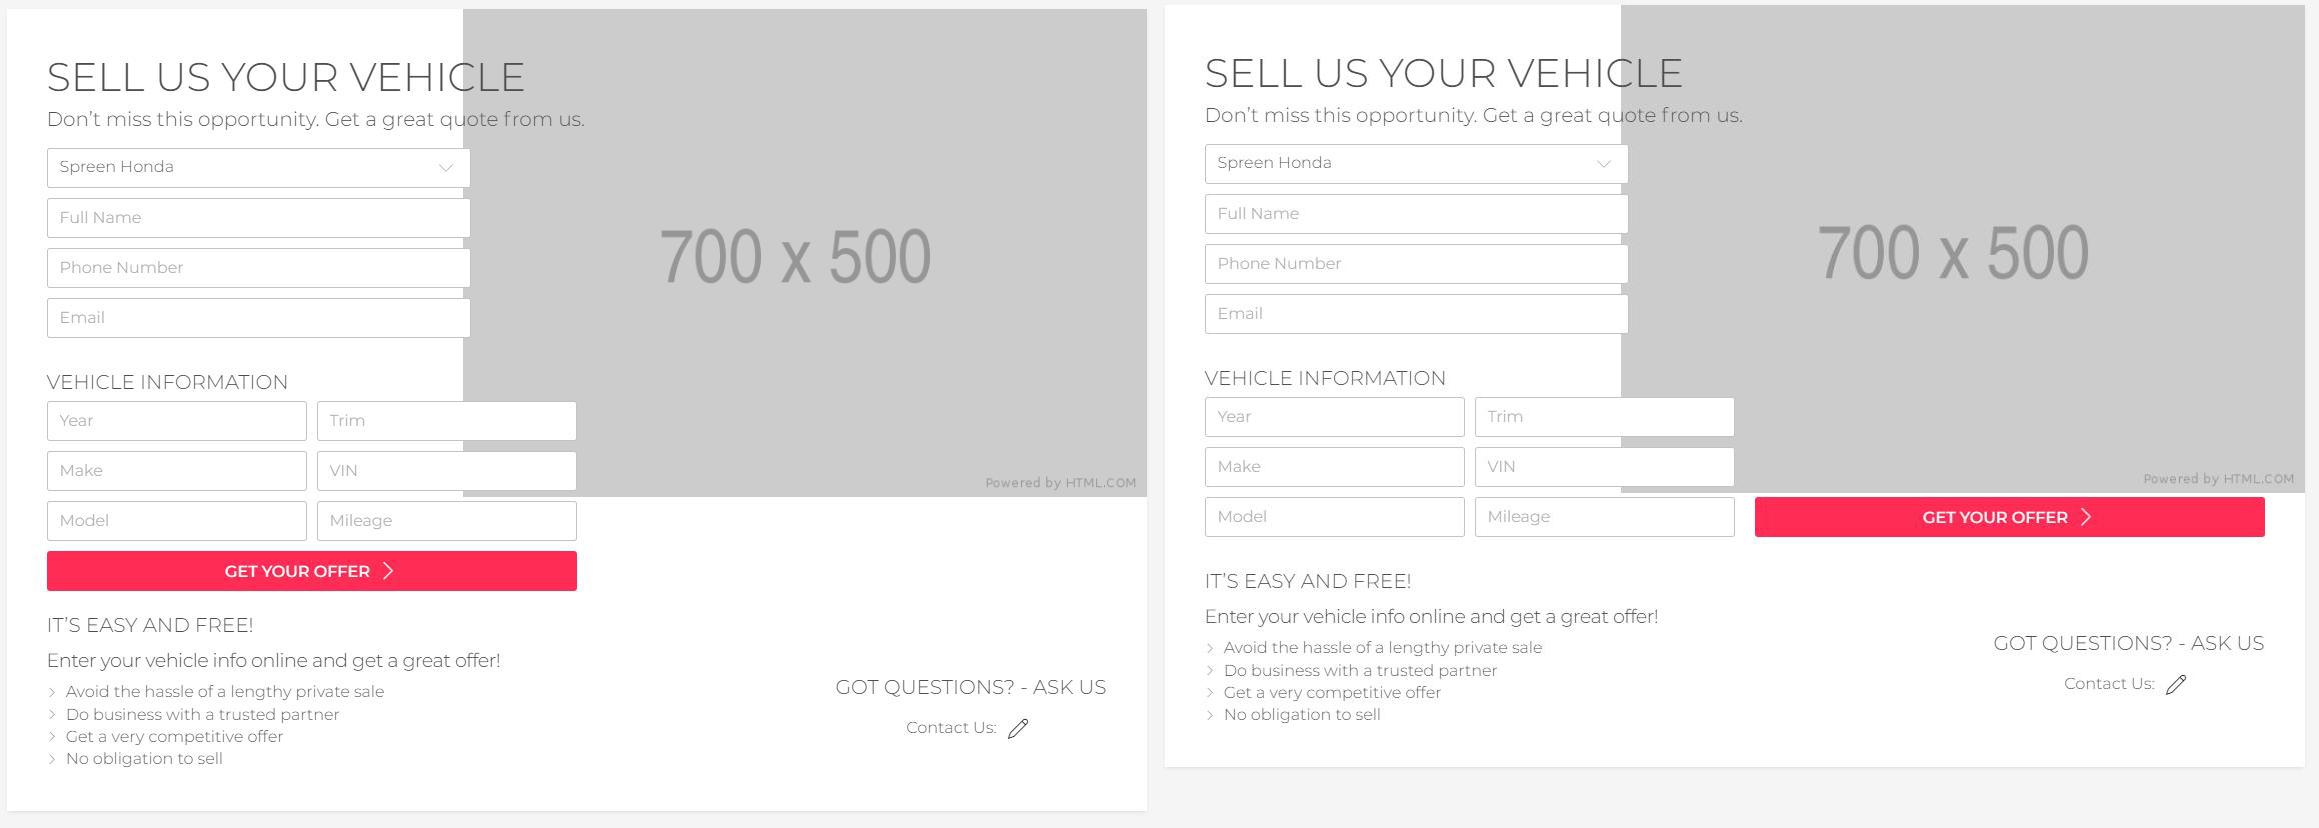 SELL US YOUR VEHICLE
Don't miss this opportunity. Get a great quote from us.
Spreen Honda
Full Name
Phone Number
Email
700 x 500
VEHICLE INFORMATION
Year Trim
Make VIN
Powered by HTML.COM
Model Mileage
GET YOUR OFFER
IT'S EASY AND FREE!
Enter your vehicle info online and get a great offer!
Avoid the hassle of a lengthy private sale
Do business with a trusted partner
Get a very competitive offer
No obligation to sell
GOT QUESTIONS? - ASK US
Contact Us:
SELL US YOUR VEHICLE
Don't miss this opportunity. Get a great quote from us.
Spreen Honda
Full Name
Phone Number
Email
700 x 500
VEHICLE INFORMATION
Year Trim
Make VIN
Powered by HTML.COM
Model Mileage GET YOUR OFFER
IT'S EASY AND FREE!
Enter your vehicle info online and get a great offer!
Avoid the hassle of a lengthy private sale
Do business with a trusted partner
Get a very competitive offer
No obligation to sell
GOT QUESTIONS? - ASK US
Contact Us: